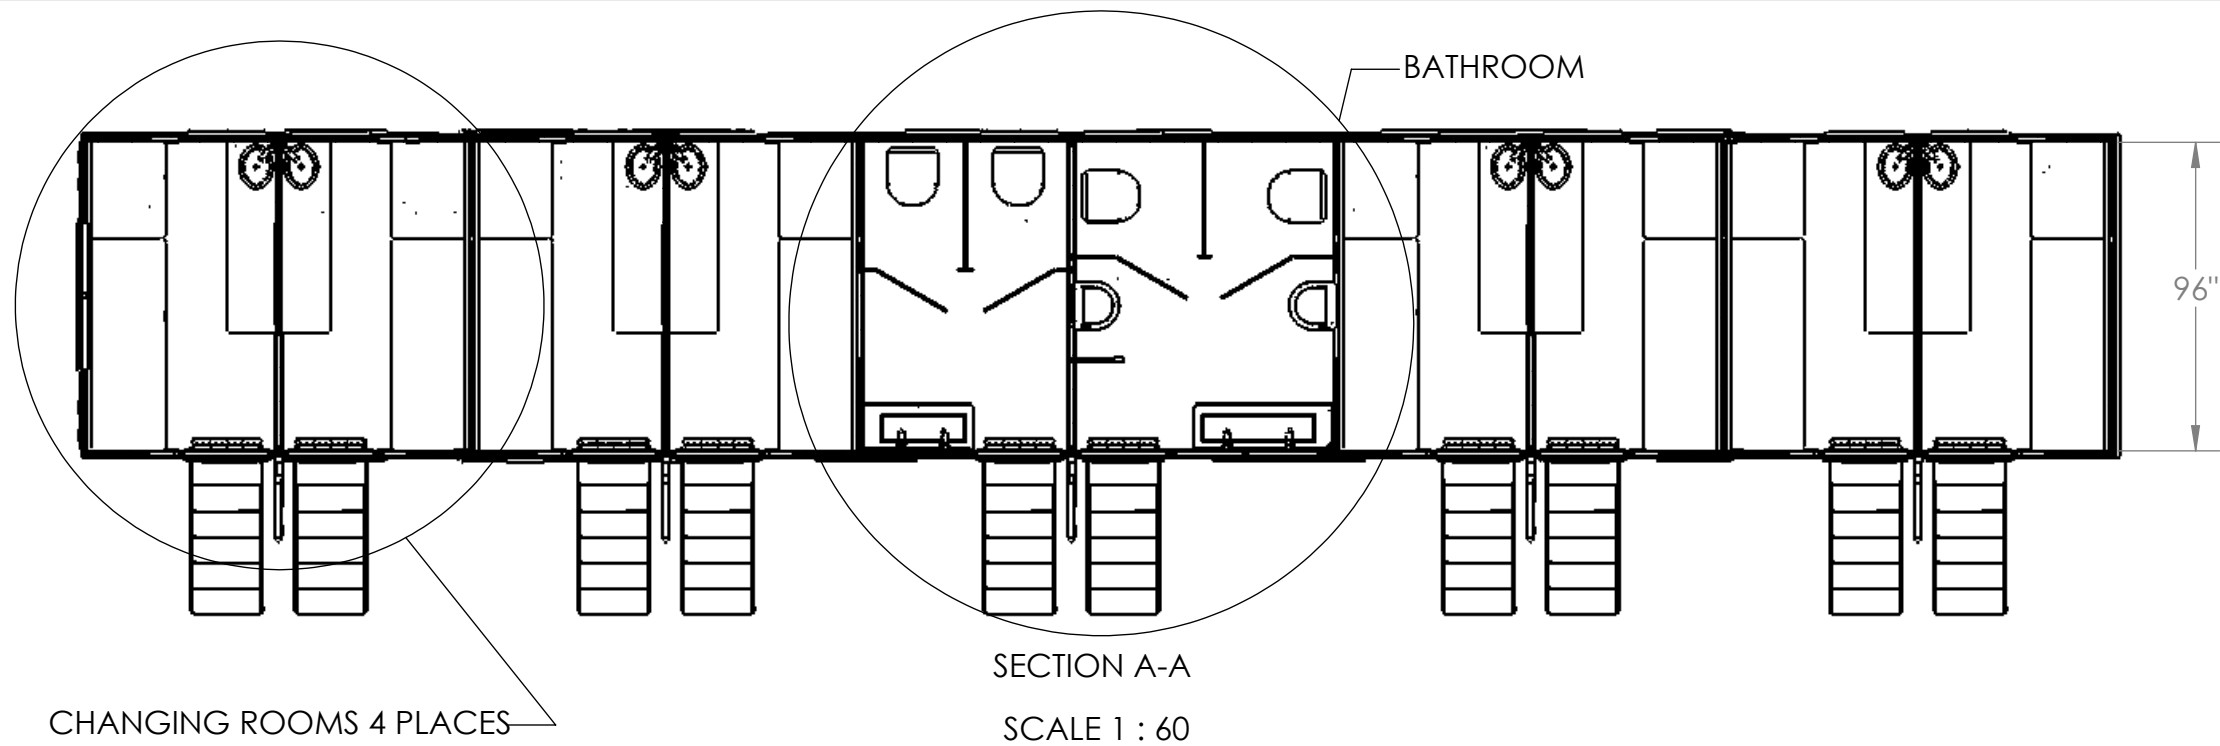 BATHROOM
96"
SECTION A-A
CHANGING ROOMS 4 PLACES
SCALE 1 : 60